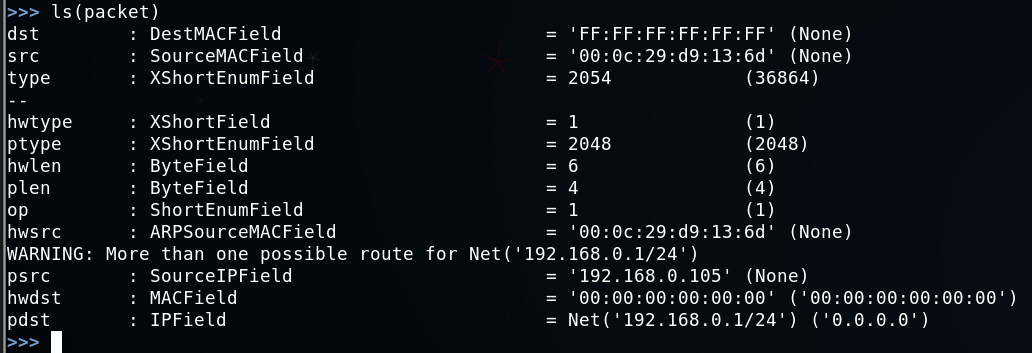 >>> ls(packet)
dst        : DestMACField                         = 'FF:FF:FF:FF:FF:FF' (None)
src        : SourceMACField                       = '00:0c:29:d9:13:6d' (None)
type       : XShortEnumField                      = 2054            (36864)
--
hwtype     : XShortField                          = 1               (1)
ptype      : XShortEnumField                      = 2048            (2048)
hwlen      : ByteField                            = 6               (6)
plen       : ByteField                            = 4               (4)
op         : ShortEnumField                       = 1               (1)
hwsrc      : ARPSourceMACField                    = '00:0c:29:d9:13:6d' (None)
WARNING: More than one possible route for Net('192.168.0.1/24')
psrc       : SourceIPField                        = '192.168.0.105' (None)
hwdst      : MACField                             = '00:00:00:00:00:00' ('00:00:00:00:00:00')
pdst       : IPField                              = Net('192.168.0.1/24') ('0.0.0.0')
>>>